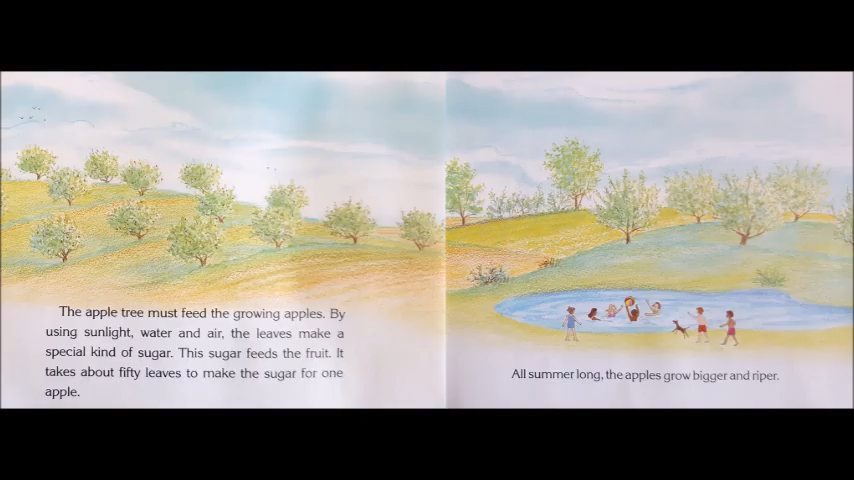 The apple tree must feed the growing apples. By
using sunlight, water and air, the leaves make a
special kind of sugar. This sugar feeds the fruit. It
takes about fifty leaves to make the sugar for one
apple.
All summer long, the apples grow bigger and riper.